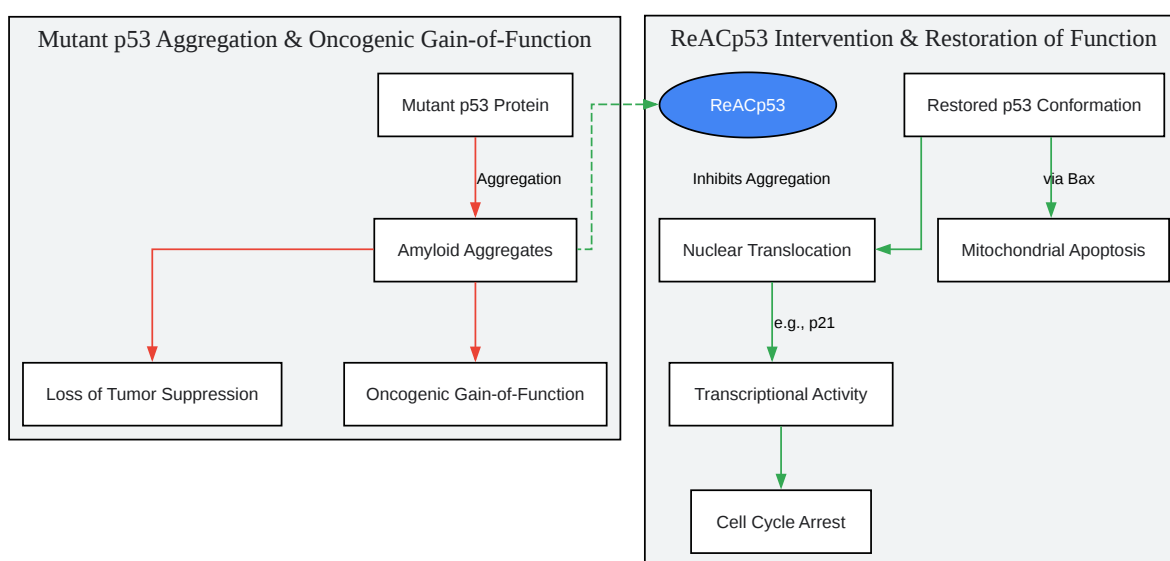 Mutant p53 Aggregation & Oncogenic Gain-of-Function
Mutant p53 Protein
Aggregation
Amyloid Aggregates
Loss of Tumor Suppression
Oncogenic Gain-of-Function
ReACp53 Intervention & Restoration of Function
ReACp53
Restored p53 Conformation
Inhibits Aggregation
via Bax
Nuclear Translocation
Mitochondrial Apoptosis
e.g., p21
Transcriptional Activity
Cell Cycle Arrest